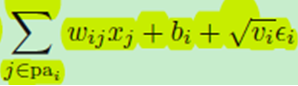 ∑_{j∈pa_i} w_{ij}x_j + b_i + √v_i ϵ_i